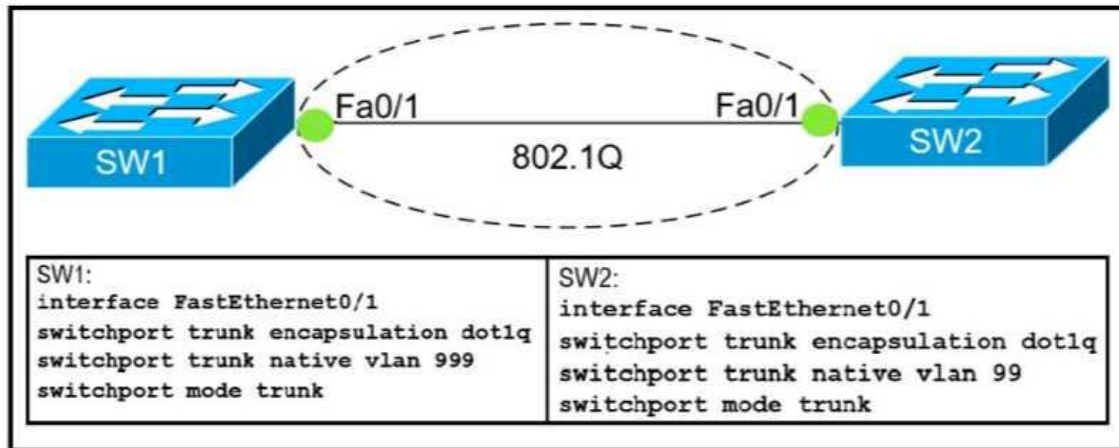 Fa0/1
Fa0/1
SW1
802.1Q
SW2
SW1:
interface FastEthernet0/1
switchport trunk encapsulation dot1q
switchport trunk native vlan 999
switchport mode trunk
SW2:
interface FastEthernet0/1
switchport trunk encapsulation dot1q
switchport trunk native vlan 99
switchport mode trunk